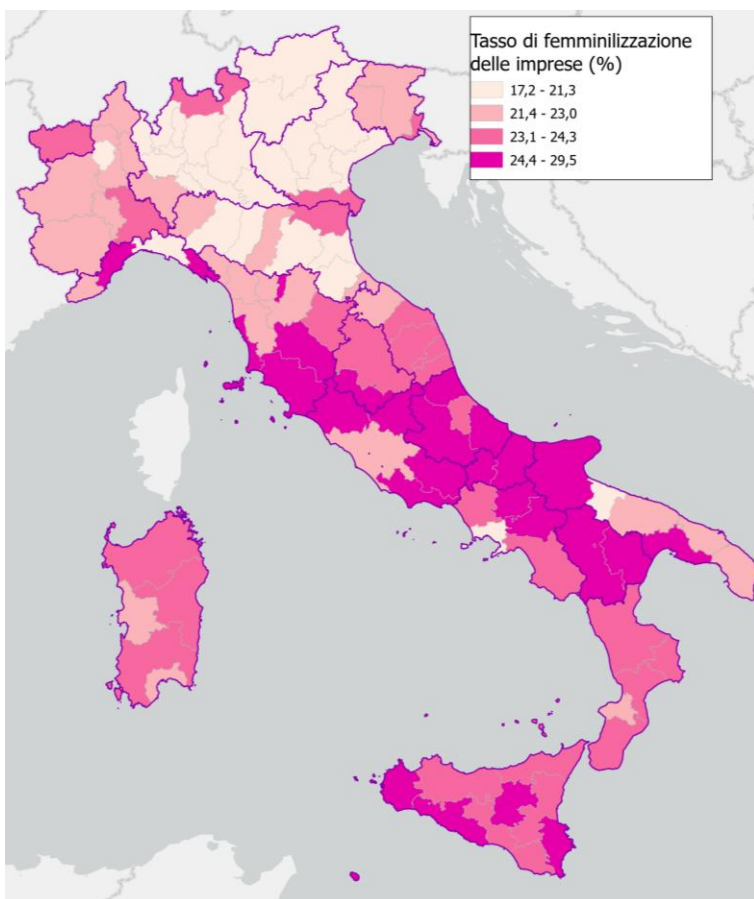 Tasso di femminilizzazione
delle imprese (%)
17,2 - 21,3
21,4 - 23,0
23,1 - 24,3
24,4 - 29,5